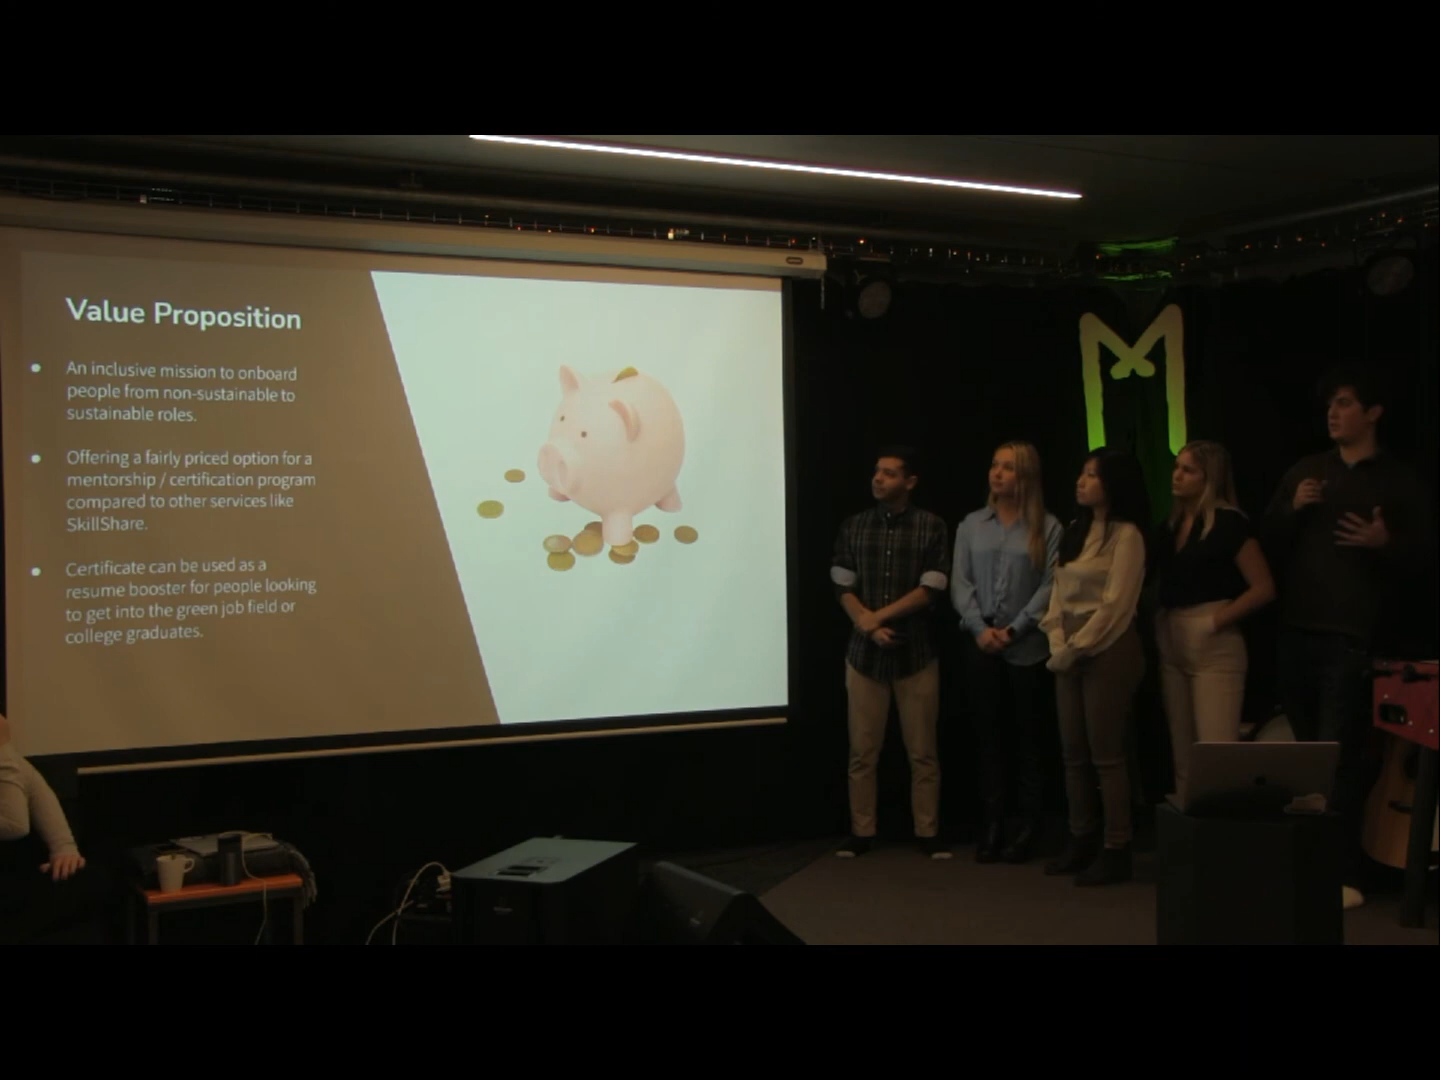 Value Proposition
An inclusive mission to onboard
people from non-sustainable to
sustainable roles.
Offering a fairly priced option for a
mentorship / certification program
compared to other services like
SkillShare.
Certificate can be used as a
resume booster for people looking
to get into the green job field or
college graduates.